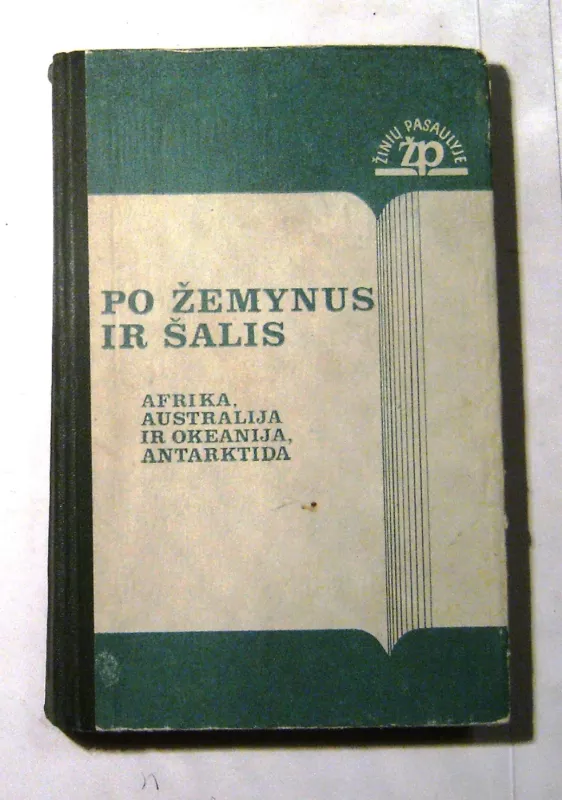 ŽINIŲ PASAULYJE
žp
PO ŽEMYNUS
IR ŠALIS
AFRIKA,
AUSTRALIJA
IR OKEANIJA,
ANTARKTIDA